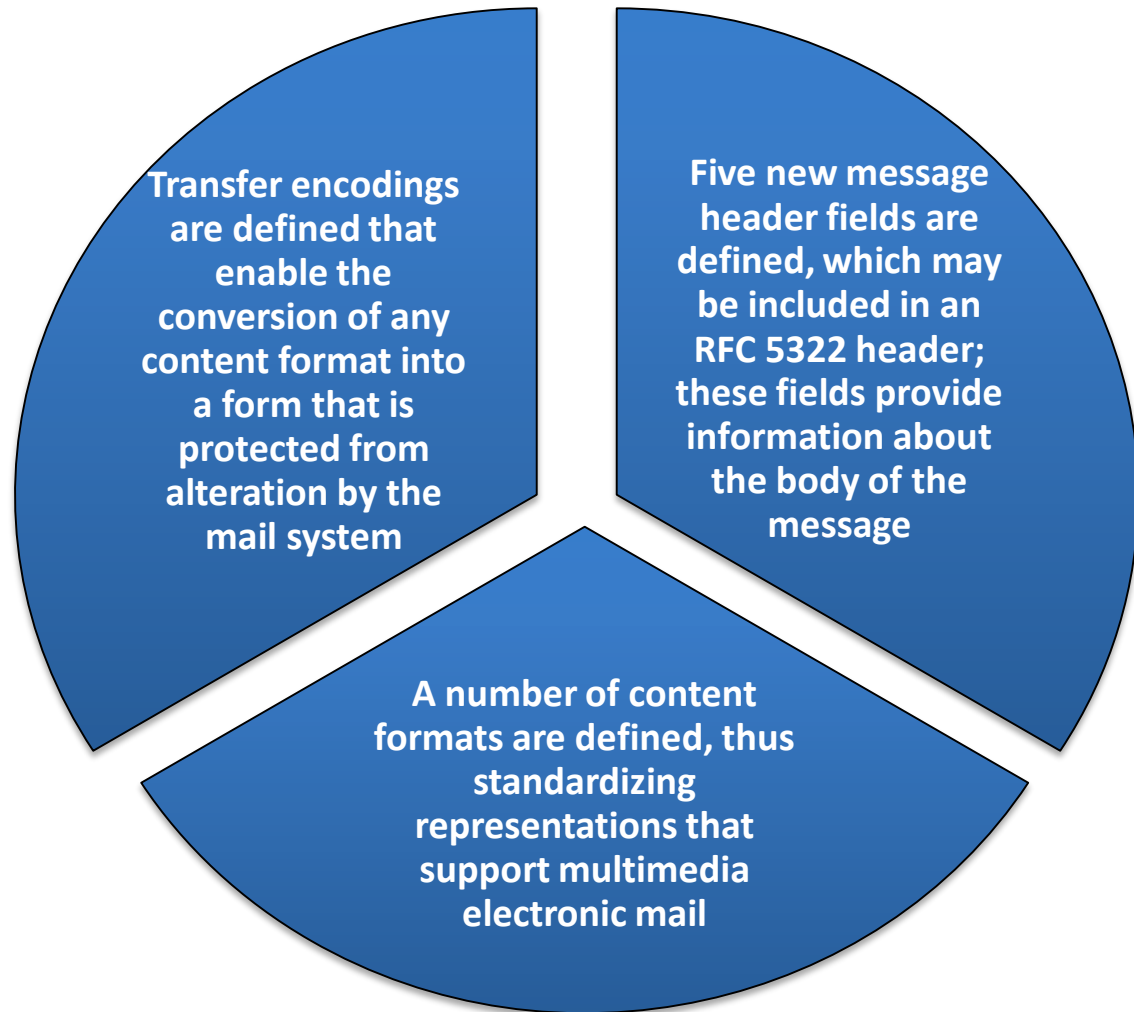 Transfer encodings
are defined that
enable the
conversion of any
content format into
a form that is
protected from
alteration by the
mail system
Five new message
header fields are
defined, which may
be included in an
RFC 5322 header;
these fields provide
information about
the body of the
message
A number of content
formats are defined, thus
standardizing
representations that
support multimedia
electronic mail